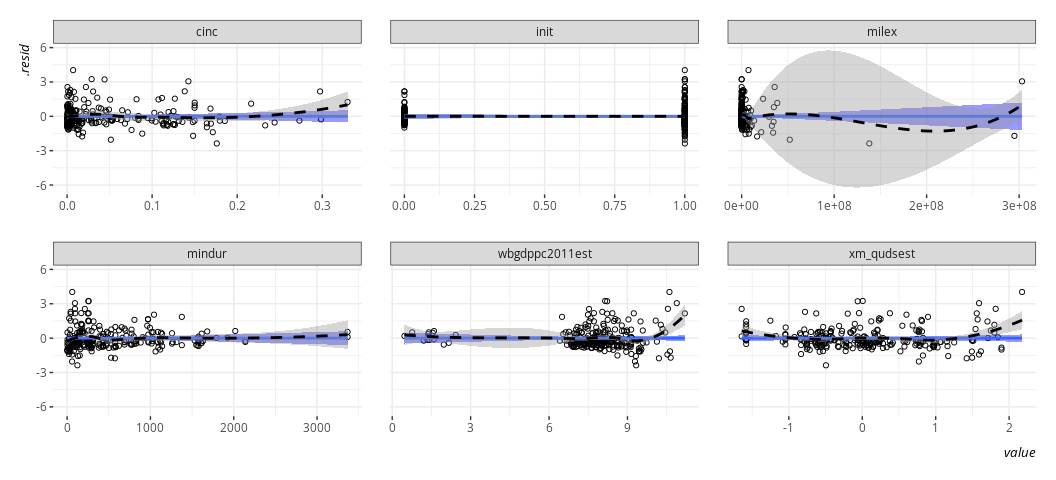 cinc
init
milex
.resid
6
3
0
-3
-6
0.0
0.1
0.2
0.3
0.00
0.25
0.50
0.75
1.00
0e+00
1e+08
2e+08
3e+08
mindur
wbgdppc2011est
xm_qudsest
6
3
0
-3
-6
0
1000
2000
3000
0
3
6
9
-1
0
1
2
value